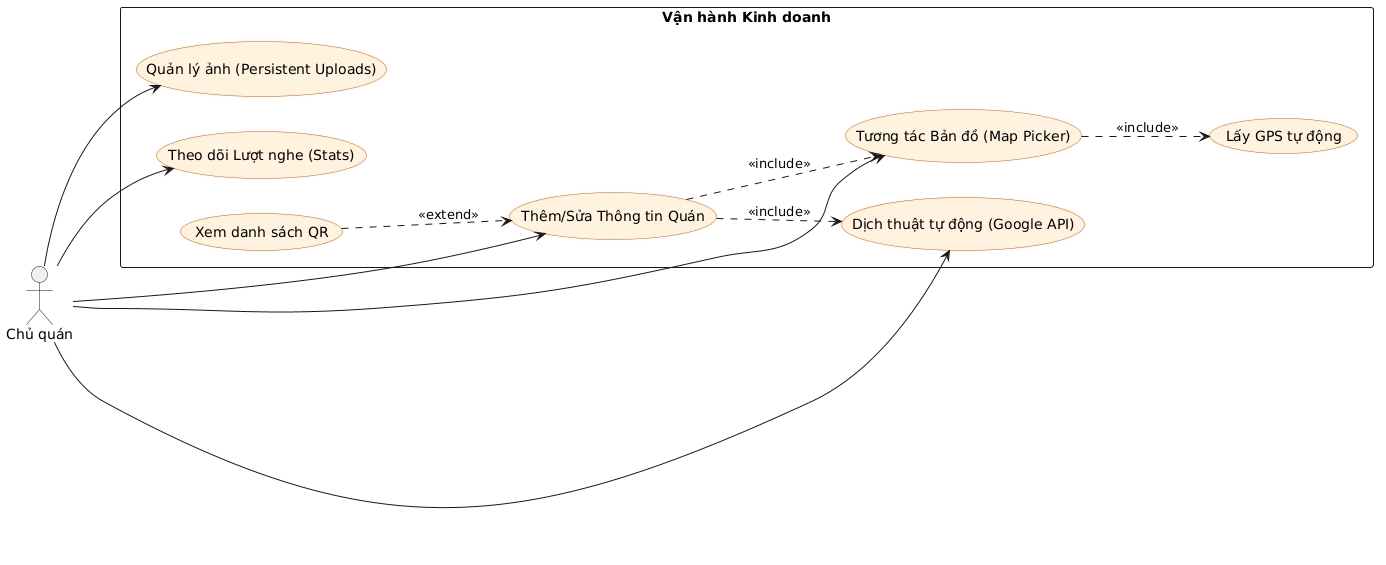 Vận hành Kinh doanh
Quản lý ảnh (Persistent Uploads)
Theo dõi Lượt nghe (Stats)
Xem danh sách QR
«extend»
Thêm/Sửa Thông tin Quán
«include»
«include»
Tương tác Bản đồ (Map Picker)
Dịch thuật tự động (Google API)
«include»
Lấy GPS tự động
Chủ quán